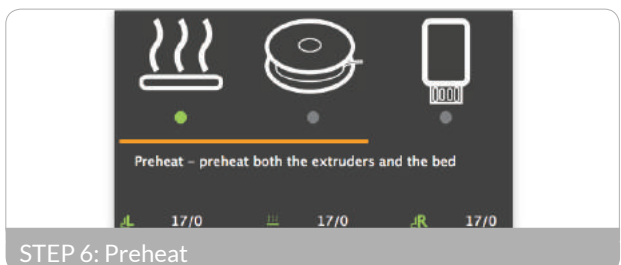 Preheat – preheat both the extruders and the bed
L 17/0 17/0 R 17/0
STEP 6: Preheat